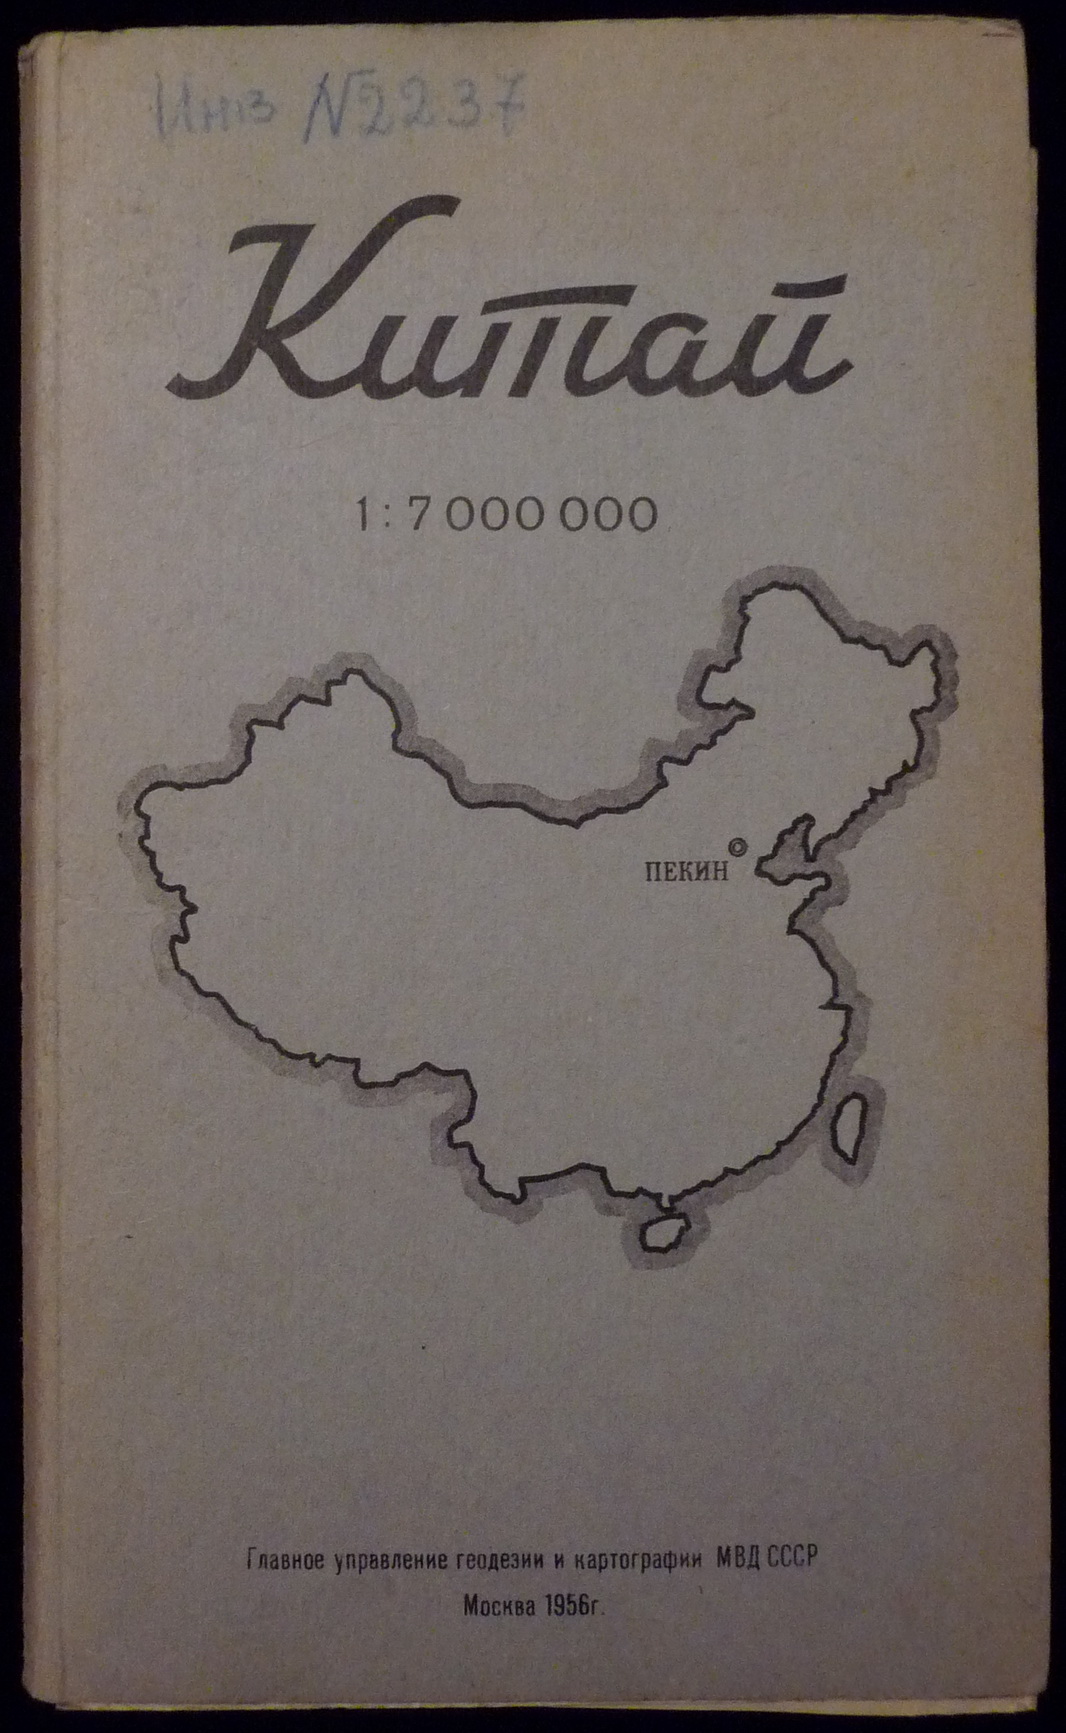 Инв №2237
Китай
1:7 000 000
ПЕКИН
Главное управление геодезии и картографии МВД СССР
Москва 1956г.